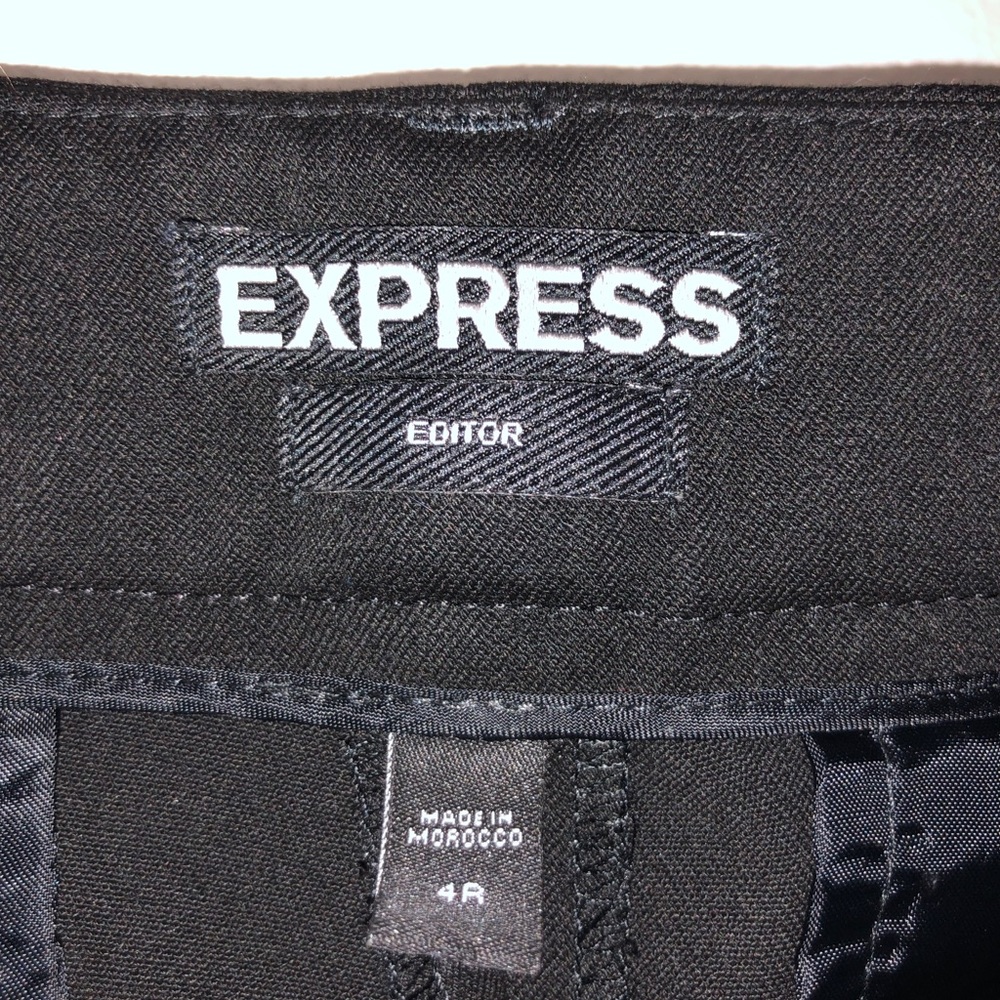 EXPRESS
EDITOR
MADE IN
MOROCCO
4R